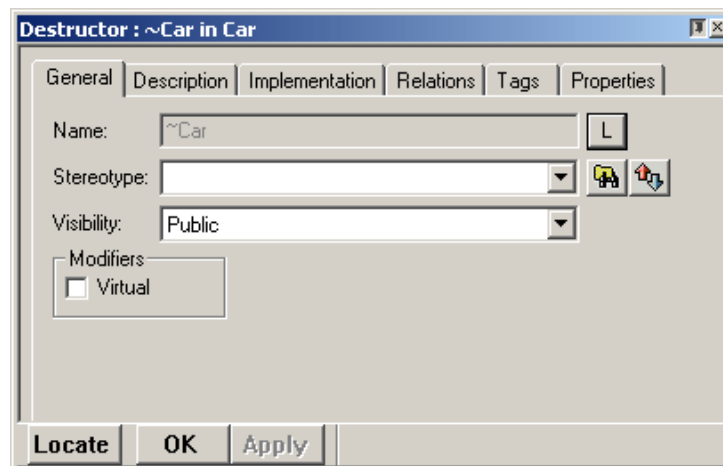 Destructor : ~Car in Car
General Description Implementation Relations Tags Properties
Name: ~Car L
Stereotype:
Visibility: Public
Modifiers
Virtual
Locate OK Apply